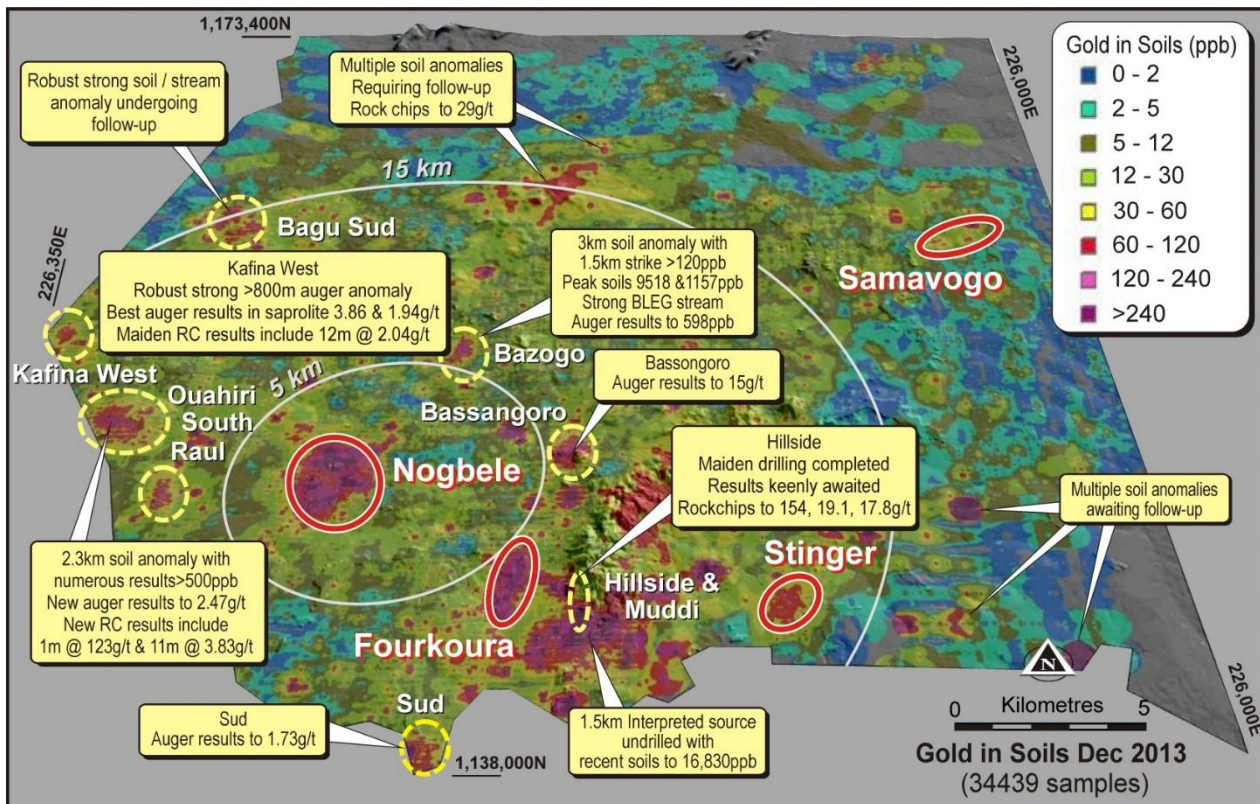 1,173,400N
226,000E
Gold in Soils (ppb)
0 - 2
2 - 5
5 - 12
12 - 30
30 - 60
60 - 120
120 - 240
>240
Robust strong soil / stream
anomaly undergoing
follow-up
Multiple soil anomalies
Requiring follow-up
Rock chips to 29g/t
15 km
Bagu Sud
226,350E
Kafina West
Robust strong >800m auger anomaly
Best auger results in saprolite 3.86 & 1.94g/t
Maiden RC results include 12m @ 2.04g/t
3km soil anomaly with
1.5km strike >120ppb
Peak soils 9518 &1157ppb
Strong BLEG stream
Auger results to 598ppb
Samavogo
Kafina West
Bazogo
5 km
Bassongoro
Auger results to 15g/t
Ouahiri
South
Raul
Bassangoro
Nogbele
Hillside
Maiden drilling completed
Results keenly awaited
Rockchips to 154, 19.1, 17.8g/t
Multiple soil anomalies
awaiting follow-up
2.3km soil anomaly with
numerous results>500ppb
New auger results to 2.47g/t
New RC results include
1m @ 123g/t & 11m @ 3.83g/t
Stinger
Hillside &
Muddi
Fourkoura
Sud
Sud
Auger results to 1.73g/t
1.5km Interpreted source
undrilled with
recent soils to 16,830ppb
1,138,000N
N
0 5
Kilometres
226,000E
Gold in Soils Dec 2013
(34439 samples)